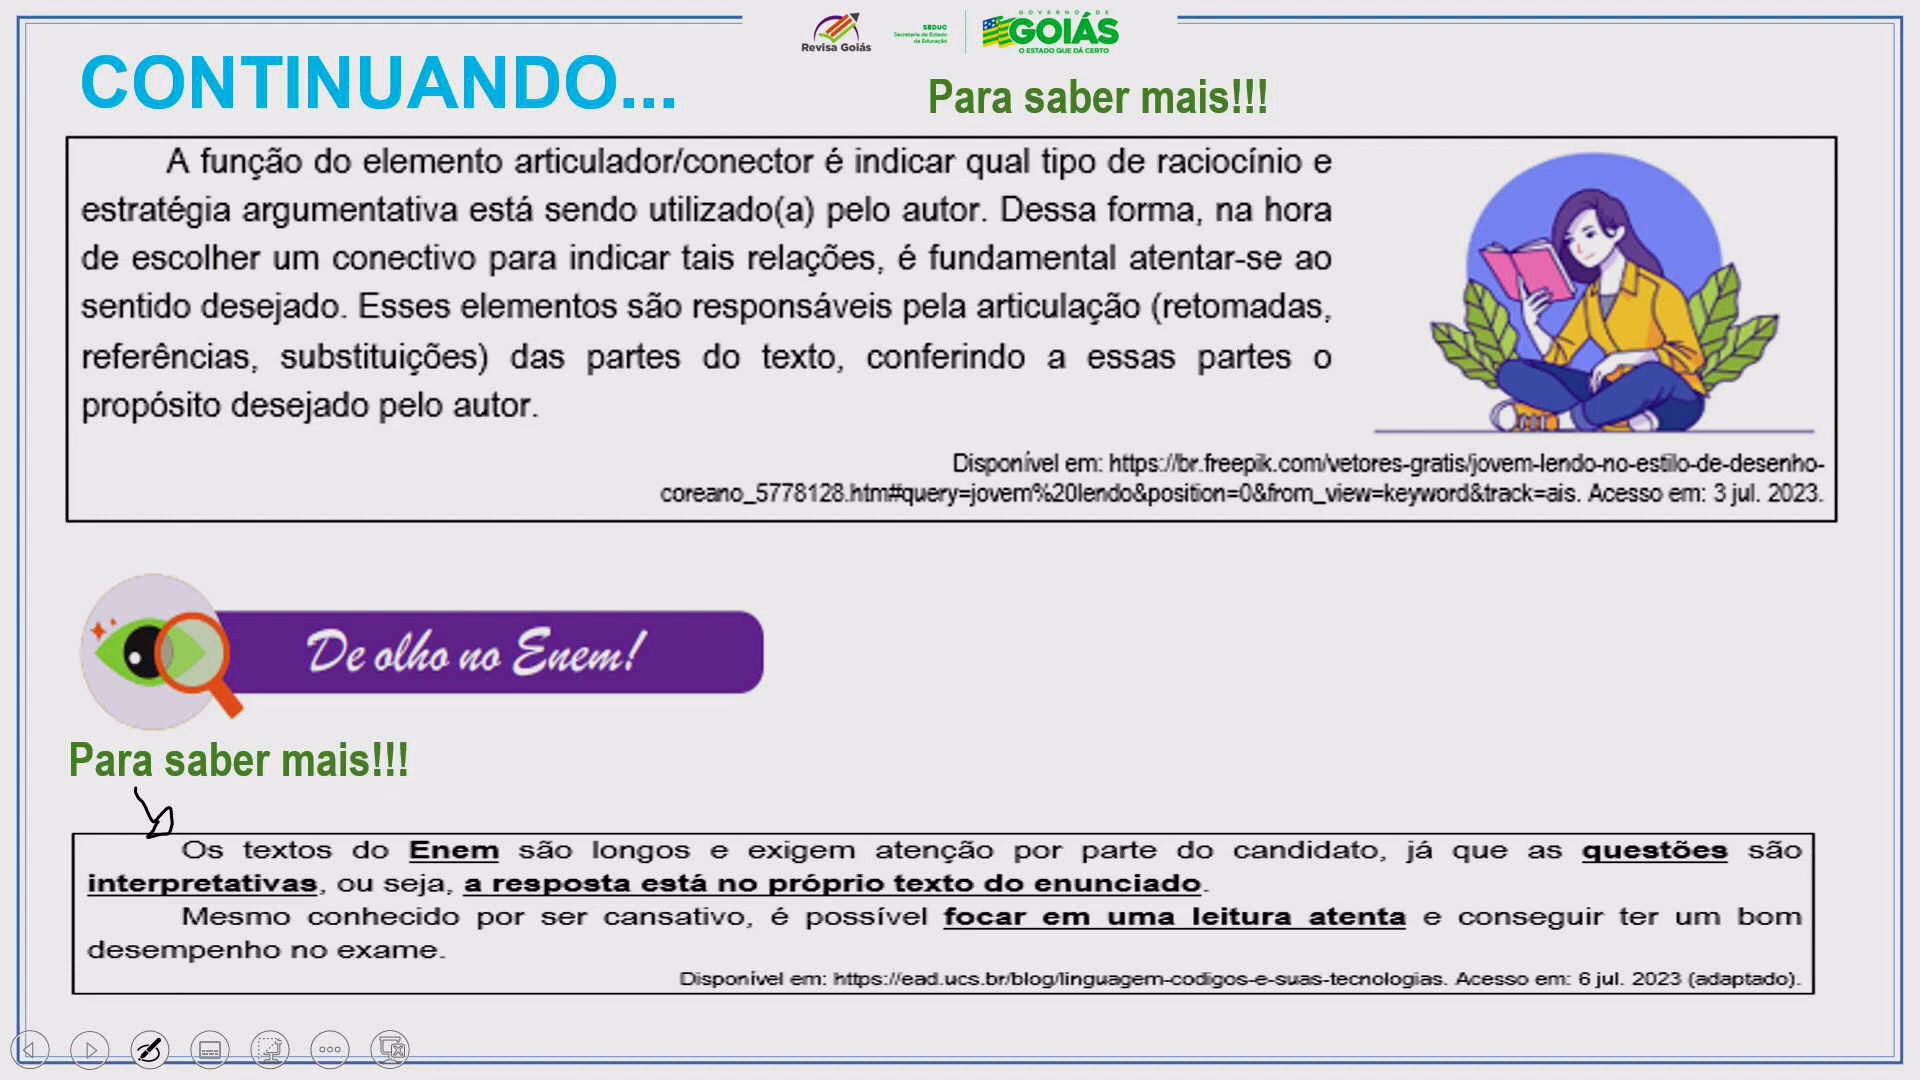 Revisa Goiás
SEDUC
Secretaria de Estado
da Educação
GOVERNO DE
GOIÁS
O ESTADO QUE DÁ CERTO
CONTINUANDO...
Para saber mais!!!
A função do elemento articulador/conector é indicar qual tipo de raciocínio e
estratégia argumentativa está sendo utilizado(a) pelo autor. Dessa forma, na hora
de escolher um conectivo para indicar tais relações, é fundamental atentar-se ao
sentido desejado. Esses elementos são responsáveis pela articulação (retomadas,
referências, substituições) das partes do texto, conferindo a essas partes o
propósito desejado pelo autor.
Disponível em: https://br.freepik.com/vetores-gratis/jovem-lendo-no-estilo-de-desenho-
coreano_5778128.htm#query=jovem%20lendo&position=0&from_view=keyword&track=ais. Acesso em: 3 jul. 2023.
De olho no Enem!
Para saber mais!!!
Os textos do Enem são longos e exigem atenção por parte do candidato, já que as questões são
interpretativas, ou seja, a resposta está no próprio texto do enunciado.
Mesmo conhecido por ser cansativo, é possível focar em uma leitura atenta e conseguir ter um bom
desempenho no exame.
Disponível em: https://ead.ucs.br/blog/linguagem-codigos-e-suas-tecnologias. Acesso em: 6 jul. 2023 (adaptado).